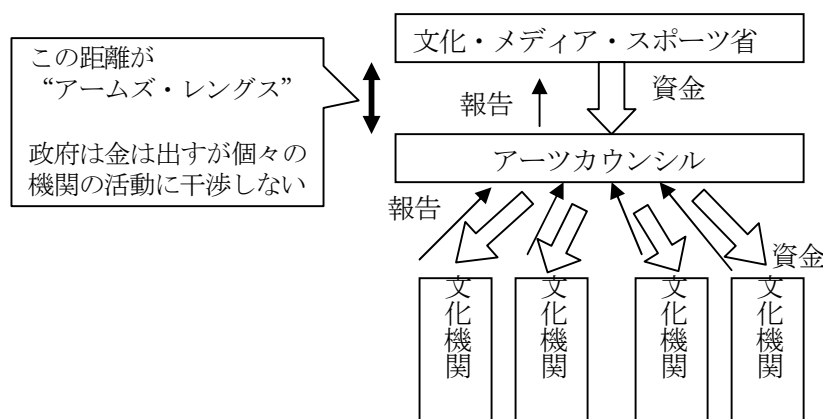 この距離が
“アームズ・レングス”
政府は金は出すが個々の
機関の活動に干渉しない
文化・メディア・スポーツ省
報告
資金
アーツカウンシル
報告
資金
文化機関
文化機関
文化機関
文化機関